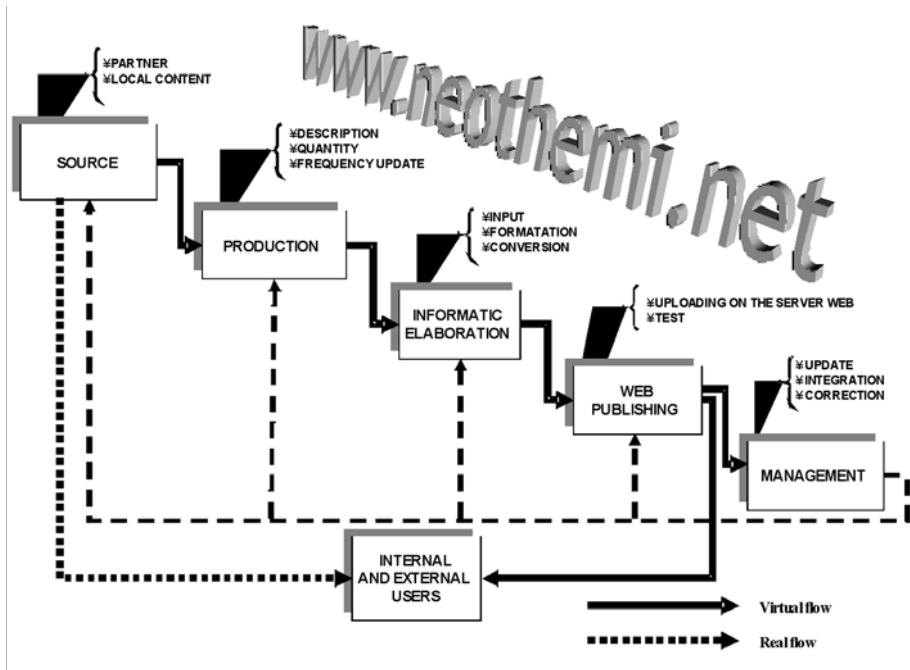 www.neothemi.net
¥PARTNER
¥LOCAL CONTENT
SOURCE
¥DESCRIPTION
¥QUANTITY
¥FREQUENCY UPDATE
PRODUCTION
¥INPUT
¥FORMATATION
¥CONVERSION
INFORMATIC
ELABORATION
¥UPLOADING ON THE SERVER WEB
¥TEST
WEB
PUBLISHING
¥UPDATE
¥INTEGRATION
¥CORRECTION
MANAGEMENT
INTERNAL
AND EXTERNAL
USERS
Virtual flow
Real flow